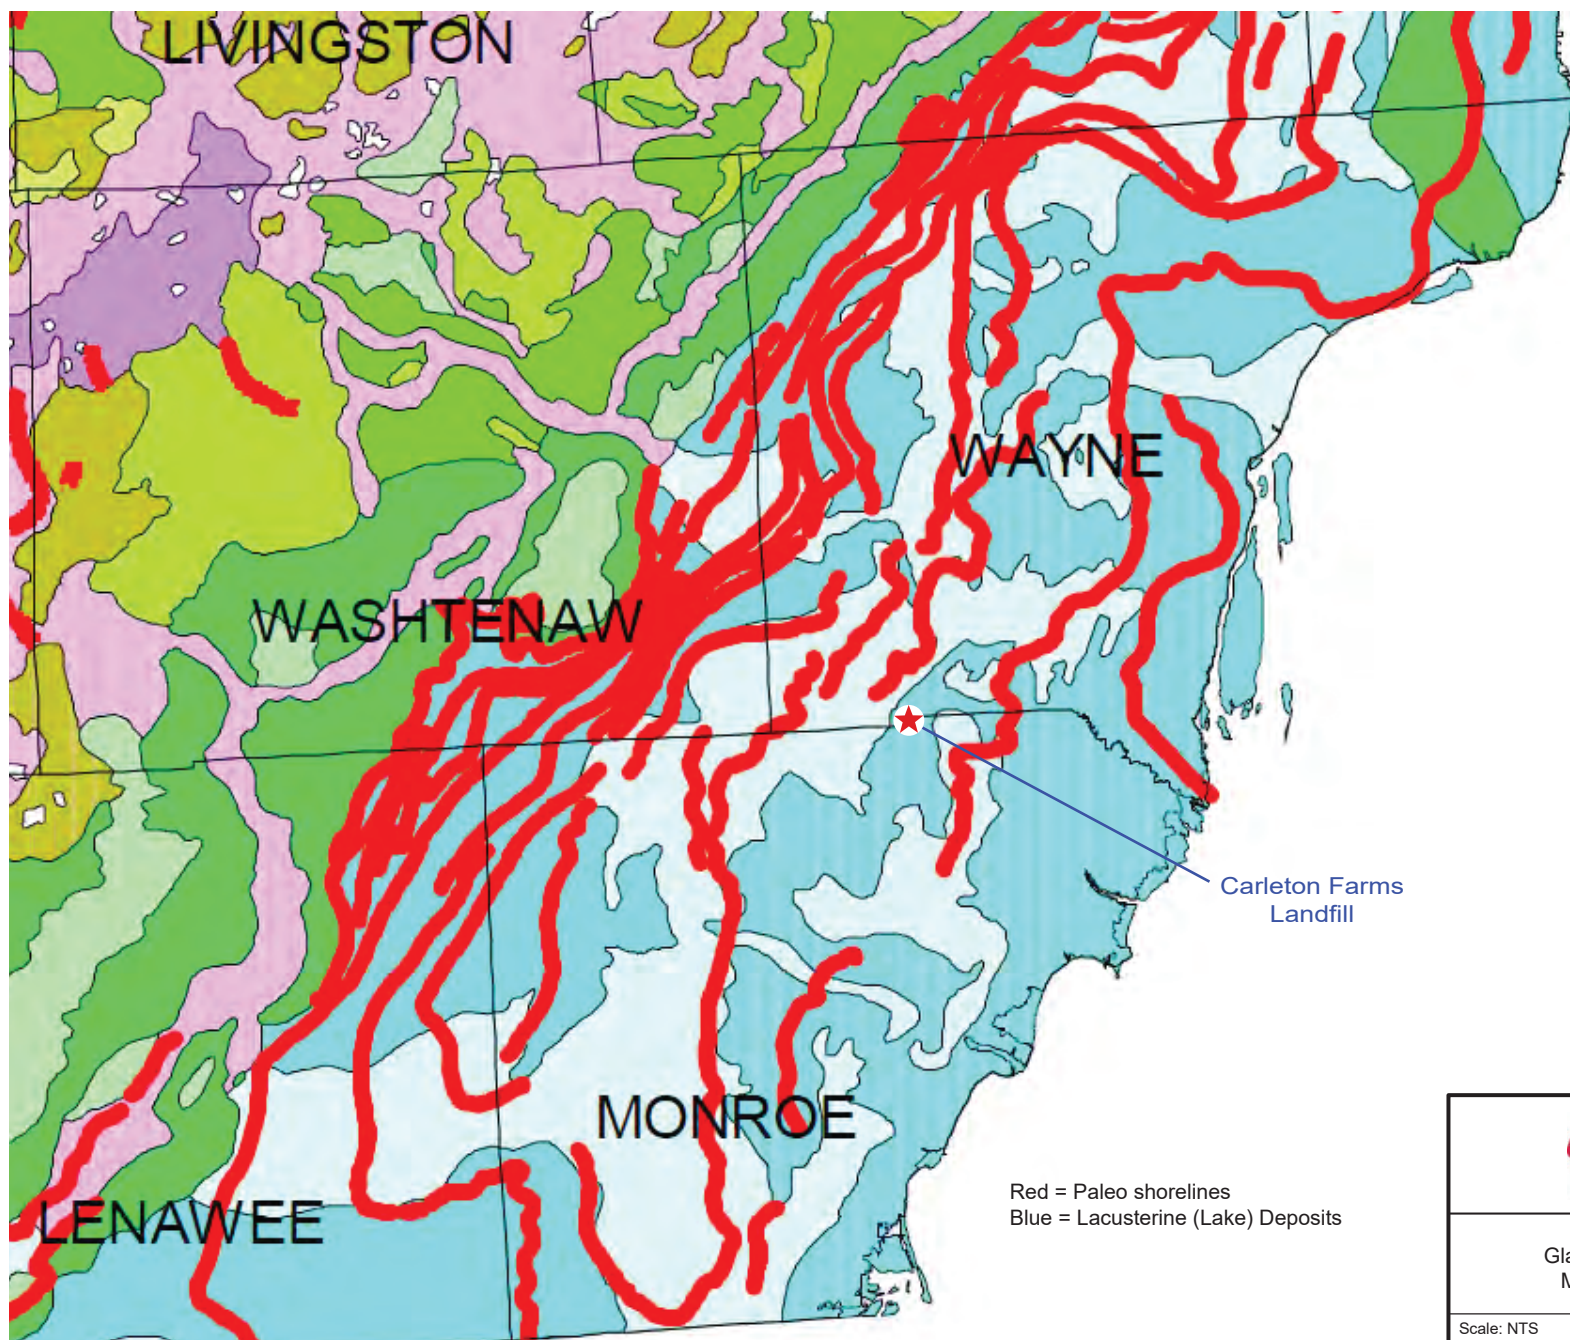 LIVINGSTON
WAYNE
WASHTENAW
Carleton Farms
Landfill
MONROE
LENAWEE
Red = Paleo shorelines
Blue = Lacusterine (Lake) Deposits
Scale: NTS